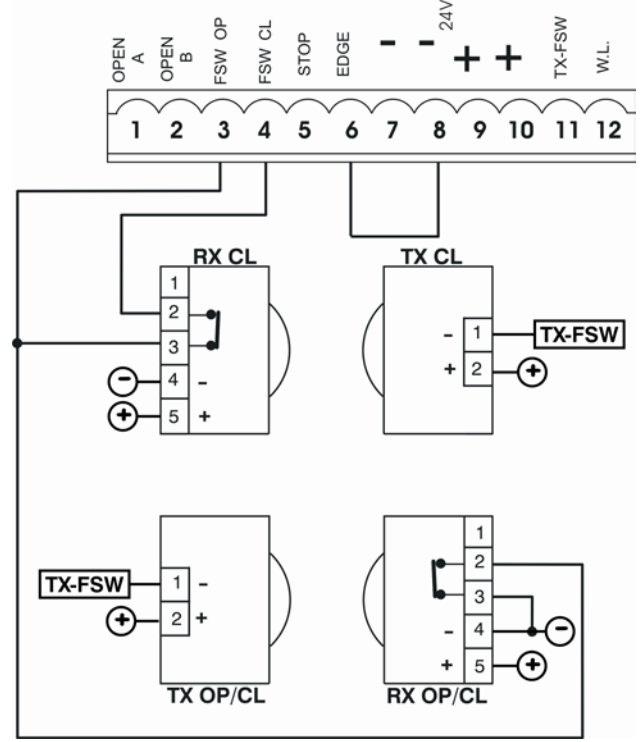 OPEN A
OPEN B
FSW OP
FSW CL
STOP
EDGE
- - 24V
+ +
TX-FSW
W.L.
1 2 3 4 5 6 7 8 9 10 11 12
RX CL
TX CL
1
2
3
- 4 -
+ 5 +
- 1 TX-FSW
+ 2 +
TX-FSW 1 -
+ 2 +
1
2
3
- 4 -
+ 5 +
TX OP/CL
RX OP/CL